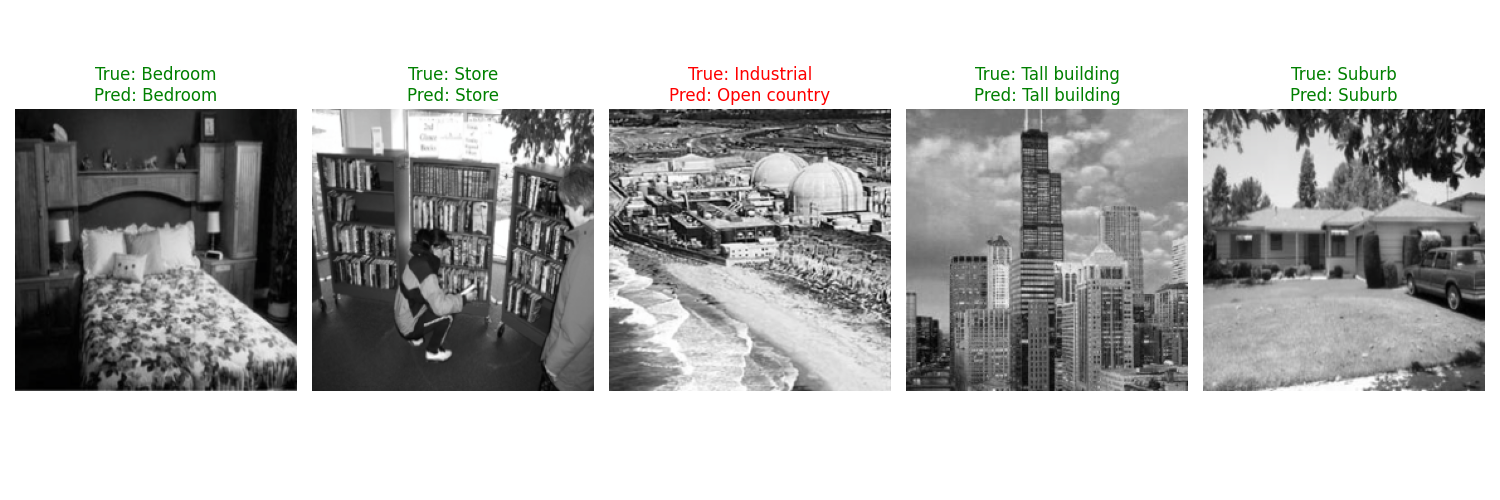 True: Bedroom
Pred: Bedroom
True: Store
Pred: Store
True: Industrial
Pred: Open country
True: Tall building
Pred: Tall building
True: Suburb
Pred: Suburb
2nd